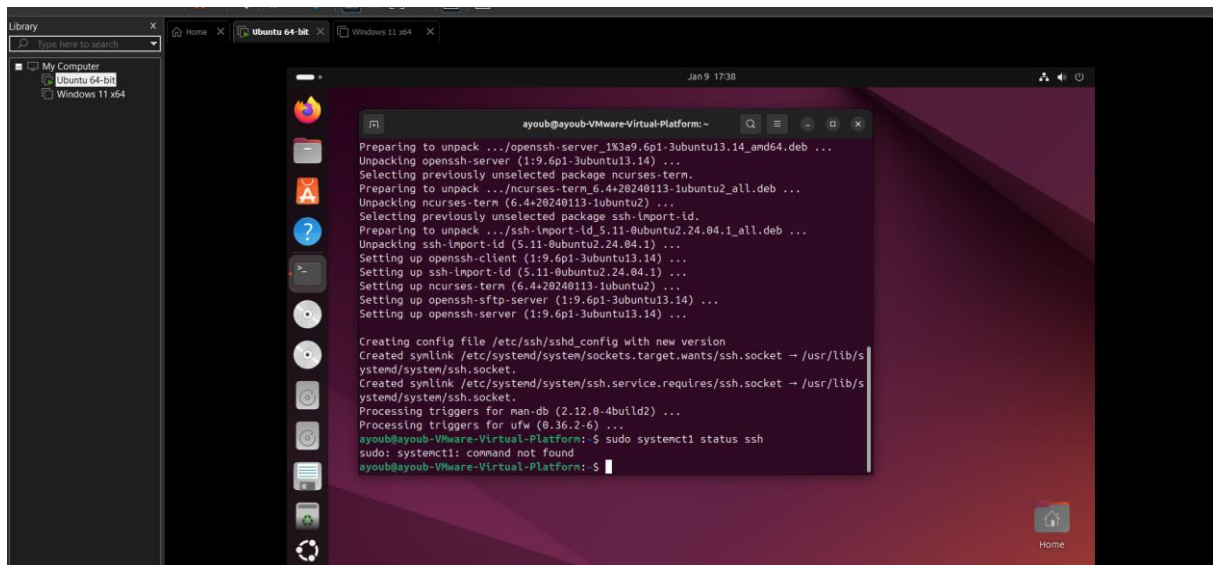 Library
X
Home X
Ubuntu 64-bit X
Windows 11 x64 X
Type here to search
My Computer
Ubuntu 64-bit
Windows 11 x64
Jan 9 17:38
ayoub@ayoub-VMware-Virtual-Platform: ~
Preparing to unpack .../openssh-server_1%3a9.6p1-3ubuntu13.14_amd64.deb ...
Unpacking openssh-server (1:9.6p1-3ubuntu13.14) ...
Selecting previously unselected package ncurses-term.
Preparing to unpack .../ncurses-term_6.4+20240113-1ubuntu2_all.deb ...
Unpacking ncurses-term (6.4+20240113-1ubuntu2) ...
Selecting previously unselected package ssh-import-id.
Preparing to unpack .../ssh-import-id_5.11-0ubuntu2.24.04.1_all.deb ...
Unpacking ssh-import-id (5.11-0ubuntu2.24.04.1) ...
Setting up openssh-client (1:9.6p1-3ubuntu13.14) ...
Setting up ssh-import-id (5.11-0ubuntu2.24.04.1) ...
Setting up ncurses-term (6.4+20240113-1ubuntu2) ...
Setting up openssh-sftp-server (1:9.6p1-3ubuntu13.14) ...
Setting up openssh-server (1:9.6p1-3ubuntu13.14) ...
Creating config file /etc/ssh/sshd_config with new version
Created symlink /etc/systemd/system/sockets.target.wants/ssh.socket → /usr/lib/s
ystemd/system/ssh.socket.
Created symlink /etc/systemd/system/ssh.service.requires/ssh.socket → /usr/lib/s
ystemd/system/ssh.socket.
Processing triggers for man-db (2.12.0-4build2) ...
Processing triggers for ufw (0.36.2-6) ...
ayoub@ayoub-VMware-Virtual-Platform:~$ sudo systemct1 status ssh
sudo: systemct1: command not found
ayoub@ayoub-VMware-Virtual-Platform:~$
Home